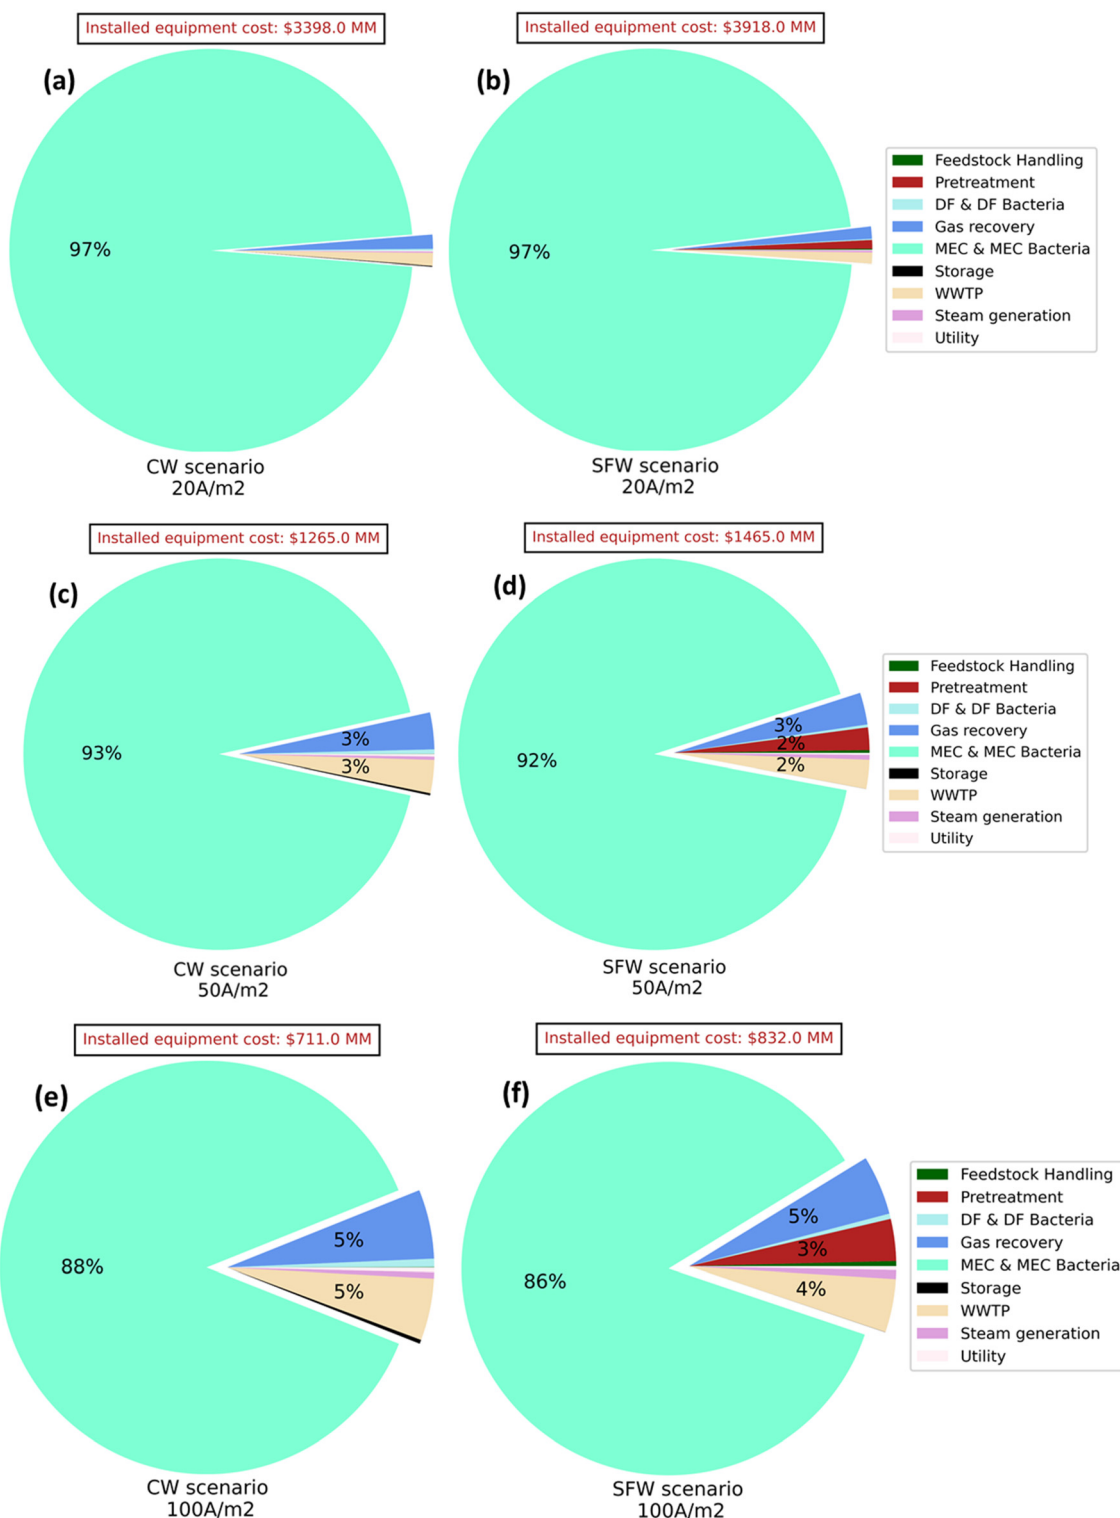 Installed equipment cost: $3398.0 MM
Installed equipment cost: $3918.0 MM
(a)
(b)
97%
97%
Feedstock Handling
Pretreatment
DF & DF Bacteria
Gas recovery
MEC & MEC Bacteria
Storage
WWTP
Steam generation
Utility
CW scenario
20A/m2
SFW scenario
20A/m2
Installed equipment cost: $1265.0 MM
Installed equipment cost: $1465.0 MM
(c)
(d)
93%
3%
3%
92%
3%
2%
2%
Feedstock Handling
Pretreatment
DF & DF Bacteria
Gas recovery
MEC & MEC Bacteria
Storage
WWTP
Steam generation
Utility
CW scenario
50A/m2
SFW scenario
50A/m2
Installed equipment cost: $711.0 MM
Installed equipment cost: $832.0 MM
(e)
(f)
88%
5%
5%
86%
5%
3%
4%
Feedstock Handling
Pretreatment
DF & DF Bacteria
Gas recovery
MEC & MEC Bacteria
Storage
WWTP
Steam generation
Utility
CW scenario
100A/m2
SFW scenario
100A/m2